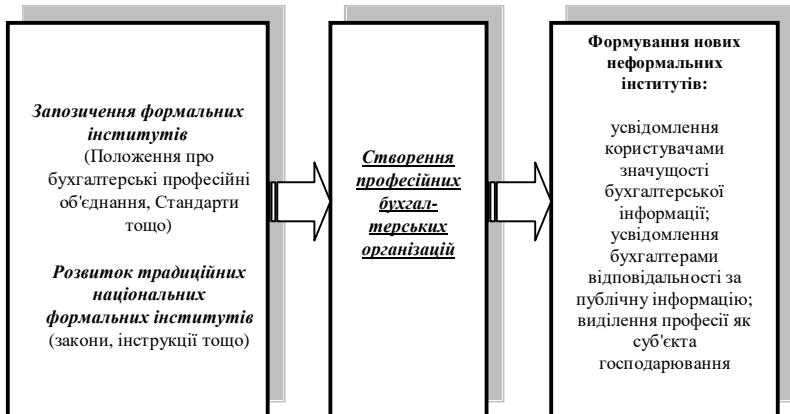 Запозичення формальних
інститутів
(Положення про
бухгалтерські професійні
об'єднання, Стандарти
тощо)
Розвиток традиційних
національних
формальних інститутів
(закони, інструкції тощо)
Створення
професійних
бухгал-
терських
організацій
Формування нових
неформальних
інститутів:
усвідомлення
користувачами
значущості
бухгалтерської
інформації;
усвідомлення
бухгалтерами
відповідальності за
публічну інформацію;
виділення професії як
суб'єкта
господарювання